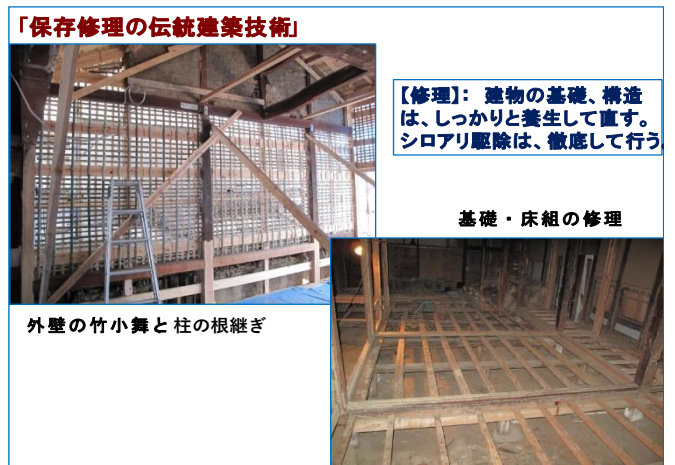 「保存修理の伝統建築技術」
【修理】： 建物の基礎、構造
は、しっかりと養生して直す。
シロアリ駆除は、徹底して行う。
基礎・床組の修理
外壁の竹小舞と柱の根継ぎ